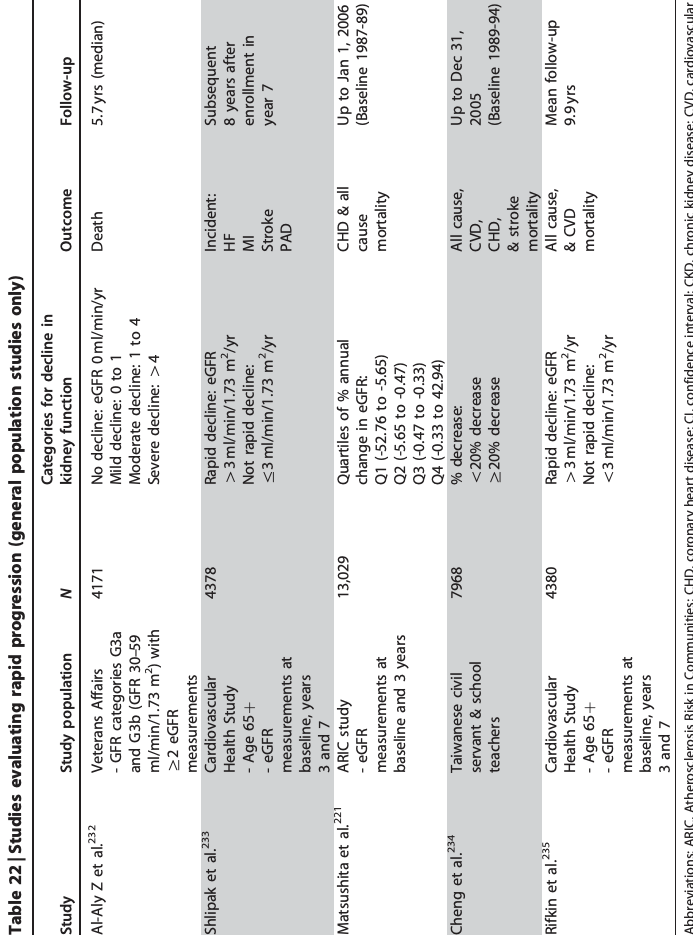 Table 22 | Studies evaluating rapid progression (general population studies only)
Study Study population N Categories for decline in kidney function Outcome Follow-up
Al-Aly Z et al.232 Veterans Affairs 4171 No decline: eGFR 0 ml/min/yr Death 5.7 yrs (median)
- GFR categories G3a Mild decline: 0 to 1
and G3b (GFR 30-59 Moderate decline: 1 to 4
ml/min/1.73 m2) with Severe decline: >4
≥2 eGFR
measurements
Shlipak et al.233 Cardiovascular 4378 Rapid decline: eGFR Incident: Subsequent
Health Study >3 ml/min/1.73 m2/yr HF 8 years after
- Age 65+ Not rapid decline: MI enrollment in
- eGFR ≤3 ml/min/1.73 m2/yr Stroke year 7
measurements at PAD
baseline, years
3 and 7
Matsushita et al.221 ARIC study 13,029 Quartiles of % annual CHD & all Up to Jan 1, 2006
- eGFR change in eGFR: cause (Baseline 1987-89)
measurements at Q1 (-52.76 to -5.65) mortality
baseline and 3 years Q2 (-5.65 to -0.47)
Q3 (-0.47 to -0.33)
Q4 (-0.33 to 42.94)
Cheng et al.234 Taiwanese civil 7968 % decrease: All cause, Up to Dec 31,
servant & school <20% decrease CVD, 2005
teachers ≥20% decrease CHD, (Baseline 1989-94)
& stroke
mortality
Rifkin et al.235 Cardiovascular 4380 Rapid decline: eGFR All cause, Mean follow-up
Health Study >3 ml/min/1.73 m2/yr & CVD 9.9 yrs
- Age 65+ Not rapid decline: mortality
- eGFR <3 ml/min/1.73 m2/yr
measurements at
baseline, years
3 and 7
Abbreviations: ARIC, Atherosclerosis Risk in Communities; CHD, coronary heart disease; CI, confidence interval; CKD, chronic kidney disease; CVD, cardiovascular